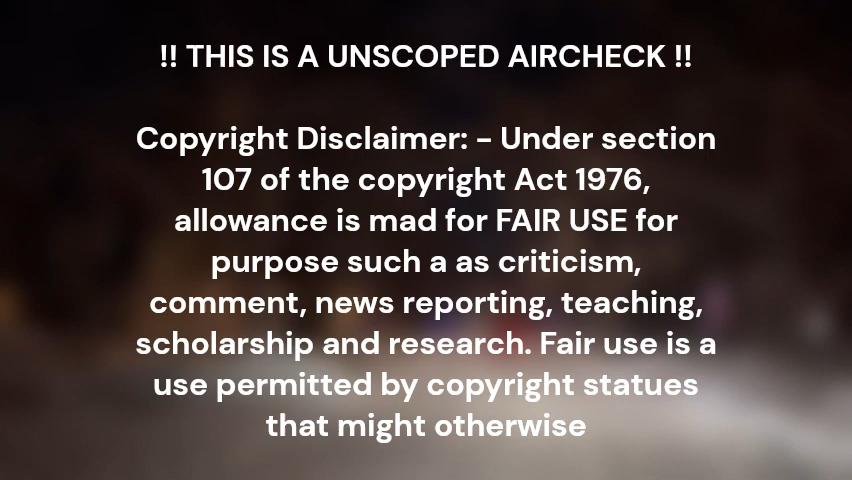 !! THIS IS A UNSCOPED AIRCHECK !!
Copyright Disclaimer: - Under section
107 of the copyright Act 1976,
allowance is mad for FAIR USE for
purpose such a as criticism,
comment, news reporting, teaching,
scholarship and research. Fair use is a
use permitted by copyright statues
that might otherwise